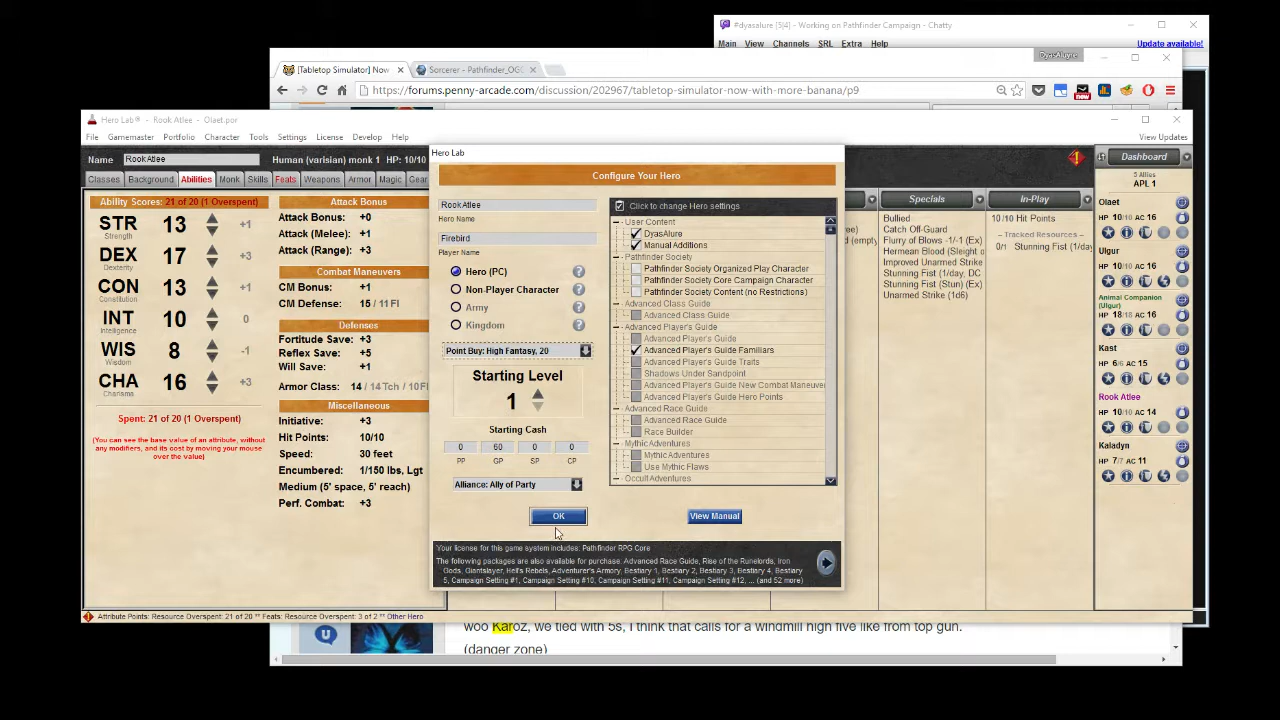 #dyasalure (5|4) - Working on Pathfinder Campaign - Chatty
Main View Channels SRL Extra Help Update available!
DyasAlure
[Tabletop Simulator] Now × Sorcerer - Pathfinder_OGC ×
https://forums.penny-arcade.com/discussion/202967/tabletop-simulator-now-with-more-banana/p9
Hero Lab® - Rook Atlee - Olaet.por
File Gamemaster Portfolio Character Tools Settings License Develop Help View Updates
Name Rook Atlee Human (varisian) monk 1 HP: 10/10
Classes Background Abilities Monk Skills Feats Weapons Armor Magic Gear
Ability Scores: 21 of 20 (1 Overspent)
STR 13 +1
Strength
DEX 17 +3
Dexterity
CON 13 +1
Constitution
INT 10 0
Intelligence
WIS 8 -1
Wisdom
CHA 16 +3
Charisma
Spent: 21 of 20 (1 Overspent)
(You can see the base value of an attribute, without
any modifiers, and its cost by moving your mouse
over the value)
Attack Bonus
Attack Bonus: +0
Attack (Melee): +1
Attack (Range): +3
Combat Maneuvers
CM Bonus: +1
CM Defense: 15 / 11 Fl
Defenses
Fortitude Save: +3
Reflex Save: +5
Will Save: +1
Armor Class: 14 / 14 Tch / 10 Fl
Miscellaneous
Initiative: +3
Hit Points: 10/10
Speed: 30 feet
Encumbered: 1/150 lbs, Lgt
Medium (5' space, 5' reach)
Perf. Combat: +3
Hero Lab
Configure Your Hero
Rook Atlee
Hero Name
Firebird
Player Name
Hero (PC) ?
Non-Player Character ?
Army ?
Kingdom ?
Point Buy: High Fantasy, 20
Starting Level
1
Starting Cash
0 60 0 0
PP GP SP CP
Alliance: Ally of Party
OK
Click to change Hero settings
User Content
DyasAlure
Manual Additions
Pathfinder Society
Pathfinder Society Organized Play Character
Pathfinder Society Core Campaign Character
Pathfinder Society Content (no Restrictions)
Advanced Class Guide
Advanced Class Guide
Advanced Player's Guide
Advanced Player's Guide
Advanced Player's Guide Familiars
Advanced Player's Guide Traits
Shadows Under Sandpoint
Advanced Player's Guide New Combat Maneuver
Advanced Player's Guide Hero Points
Advanced Race Guide
Advanced Race Guide
Race Builder
Mythic Adventures
Mythic Adventures
Use Mythic Flaws
Occult Adventures
View Manual
Your license for this game system includes: Pathfinder RPG Core
The following packages are also available for purchase: Advanced Race Guide, Rise of the Runelords, Iron
Gods, Giantslayer, Hell's Rebels, Adventurer's Armory, Bestiary 1, Bestiary 2, Bestiary 3, Bestiary 4, Bestiary
5, Campaign Setting #1, Campaign Setting #10, Campaign Setting #11, Campaign Setting #12, ... (and 52 more)
(empty)
Specials
Bullied
Catch Off-Guard
Flurry of Blows -1/-1 (Ex)
Hermean Blood (Sleight o
Improved Unarmed Strike
Stunning Fist (1/day, DC
Stunning Fist (Stun) (Ex)
Unarmed Strike (1d6)
In-Play
10/10 Hit Points
– Tracked Resources –
0/1 Stunning Fist (1/day
Dashboard
5 Allies
APL 1
Olaet
HP 10/10 AC 16
Ulgur
HP 10/10 AC 16
Animal Companion
(Ulgur)
HP 18/18 AC 16
Kast
HP 6/6 AC 15
Rook Atlee
HP 10/10 AC 14
Kaladyn
HP 7/7 AC 11
Attribute Points: Resource Overspent: 21 of 20 ** Feats: Resource Overspent: 3 of 2 ** Other Hero
woo Karoz, we tied with 5s, I think that calls for a windmill high five like from top gun.
(danger zone)